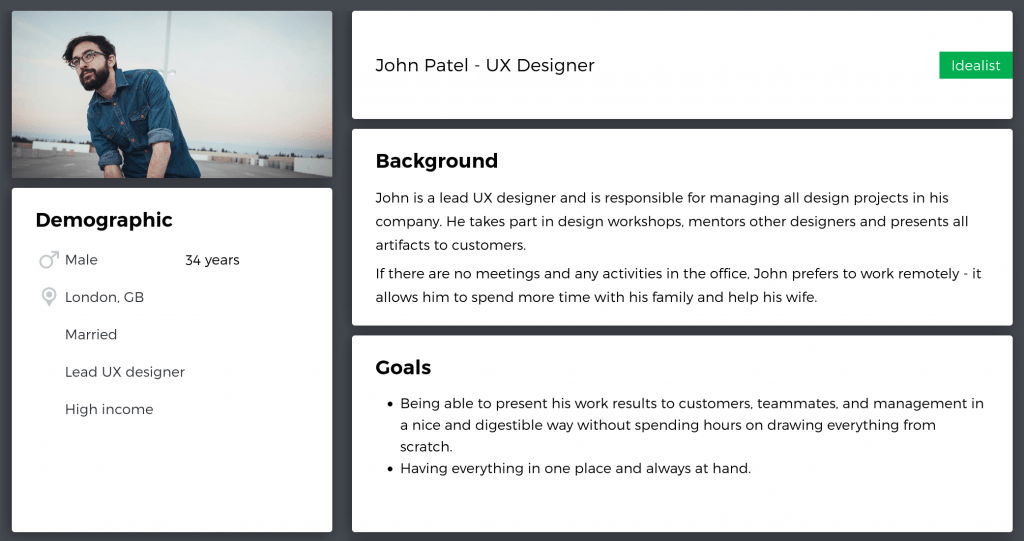 John Patel - UX Designer
Idealist
Demographic
Male 34 years
London, GB
Married
Lead UX designer
High income
Background
John is a lead UX designer and is responsible for managing all design projects in his
company. He takes part in design workshops, mentors other designers and presents all
artifacts to customers.
If there are no meetings and any activities in the office, John prefers to work remotely - it
allows him to spend more time with his family and help his wife.
Goals
• Being able to present his work results to customers, teammates, and management in
a nice and digestible way without spending hours on drawing everything from
scratch.
• Having everything in one place and always at hand.